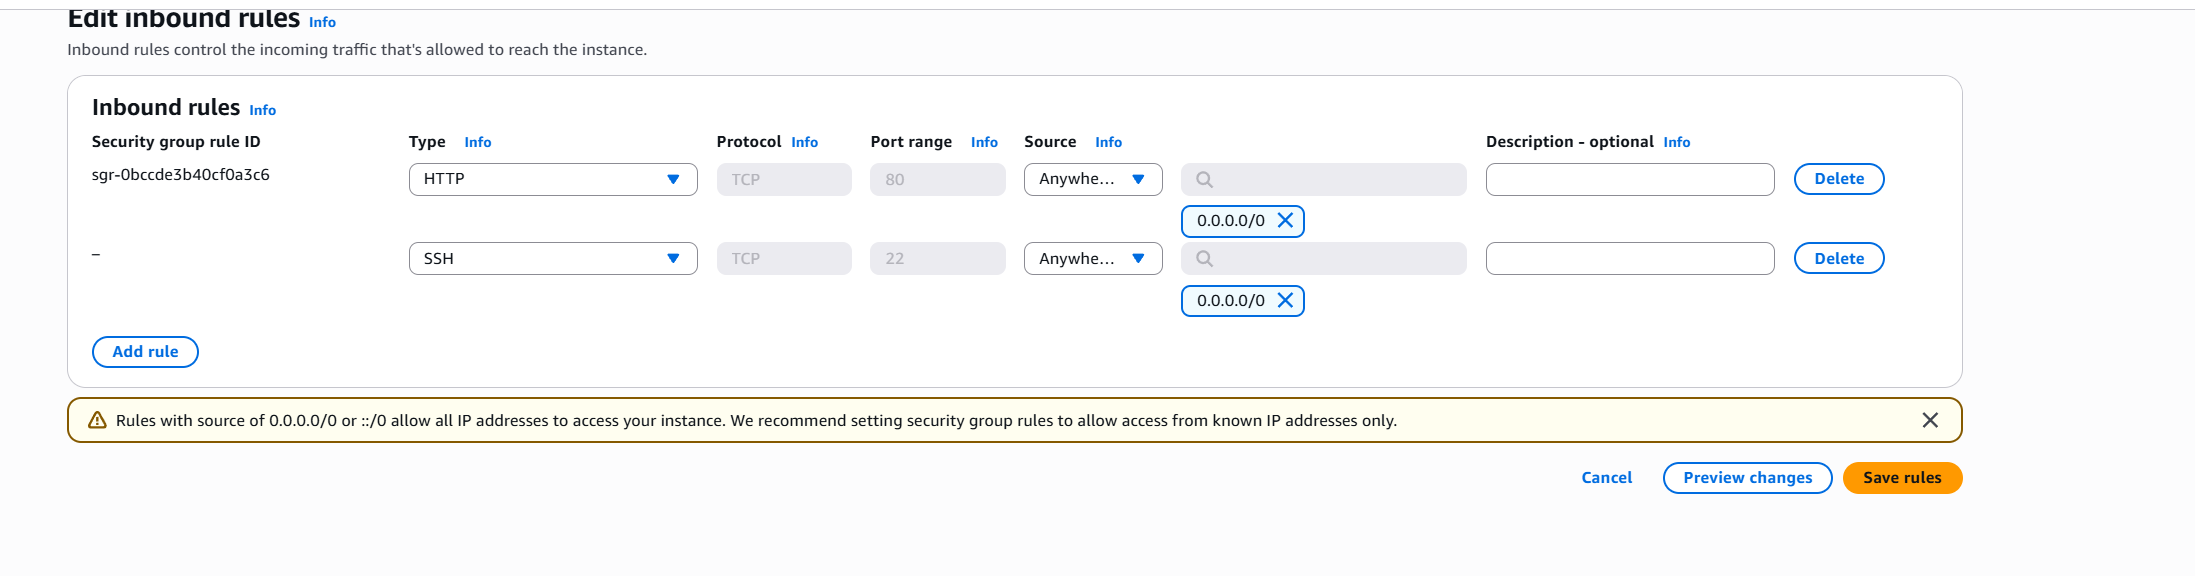 Edit inbound rules Info
Inbound rules control the incoming traffic that's allowed to reach the instance.
Inbound rules Info
Security group rule ID Type Info Protocol Info Port range Info Source Info Description - optional Info
sgr-0bccde3b40cf0a3c6 HTTP TCP 80 Anywhe... Delete
0.0.0.0/0
– SSH TCP 22 Anywhe... Delete
0.0.0.0/0
Add rule
Rules with source of 0.0.0.0/0 or ::/0 allow all IP addresses to access your instance. We recommend setting security group rules to allow access from known IP addresses only.
Cancel Preview changes Save rules